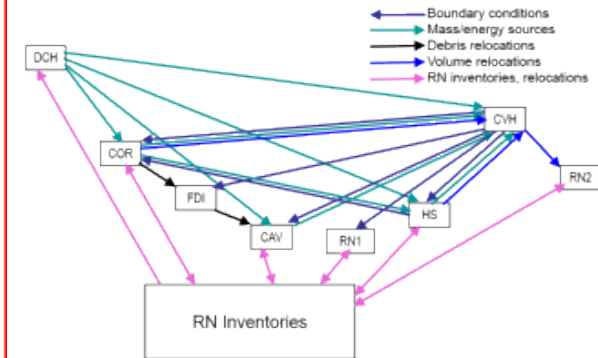 Boundary conditions
Mass/energy sources
Debris relocations
Volume relocations
RN inventories, relocations
DCH
CVH
COR
RN2
FDI
HS
CAV
RN1
RN Inventories